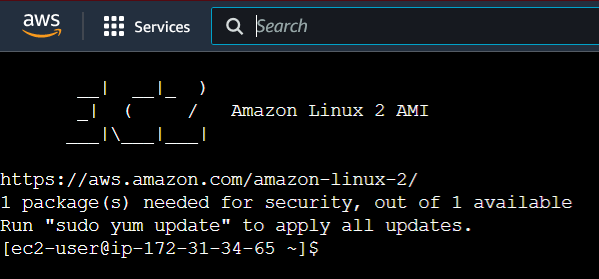 aws
Services
Search
__|  __|_  )
_|  (     /   Amazon Linux 2 AMI
___|\___|___|
https://aws.amazon.com/amazon-linux-2/
1 package(s) needed for security, out of 1 available
Run "sudo yum update" to apply all updates.
[ec2-user@ip-172-31-34-65 ~]$